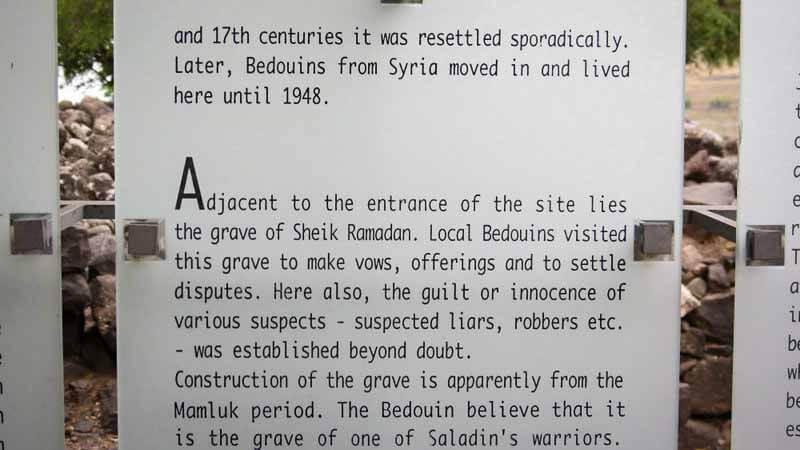 and 17th centuries it was resettled sporadically.
Later, Bedouins from Syria moved in and lived
here until 1948.
Adjacent to the entrance of the site lies
the grave of Sheik Ramadan. Local Bedouins visited
this grave to make vows, offerings and to settle
disputes. Here also, the guilt or innocence of
various suspects - suspected liars, robbers etc.
- was established beyond doubt.
Construction of the grave is apparently from the
Mamluk period. The Bedouin believe that it
is the grave of one of Saladin's warriors.